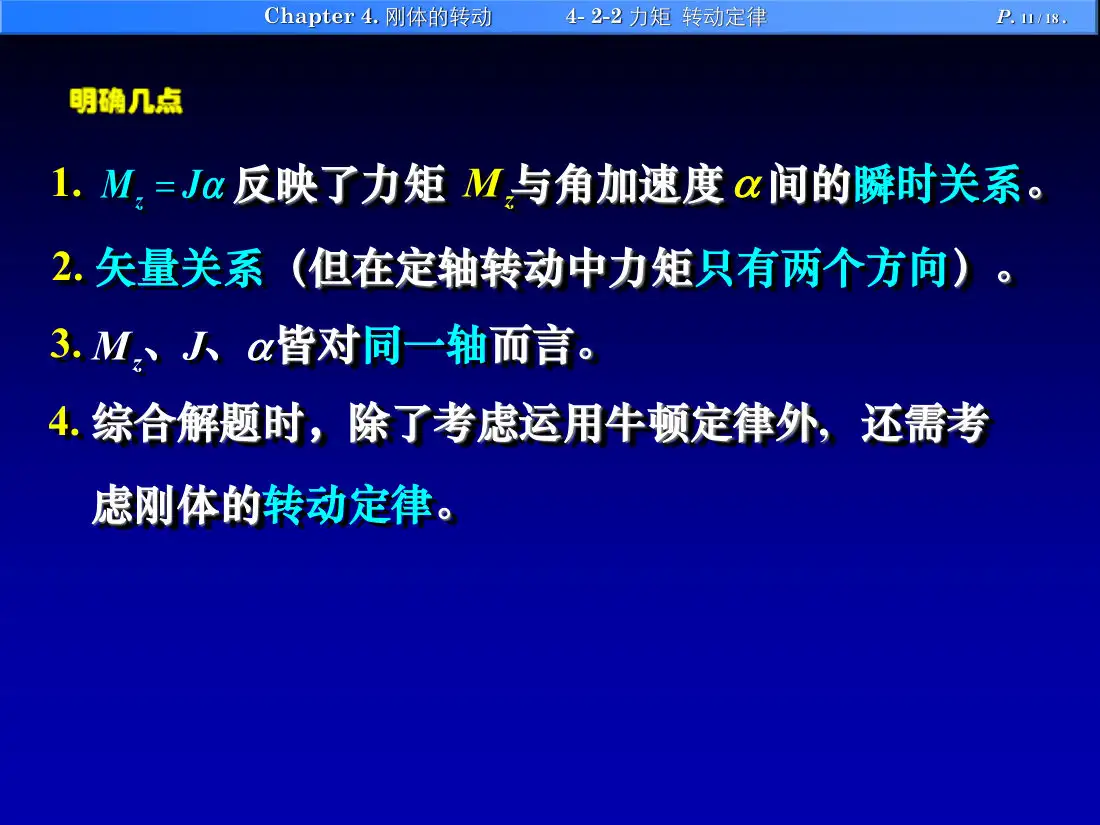 Chapter 4. 刚体的转动 4- 2-2 力矩 转动定律 P. 11 / 18 .
明确几点
1. M_z = Jα 反映了力矩 M_z 与角加速度 α 间的瞬时关系。
2. 矢量关系（但在定轴转动中力矩只有两个方向）。
3. M_z、J、α 皆对同一轴而言。
4. 综合解题时，除了考虑运用牛顿定律外，还需考
虑刚体的转动定律。